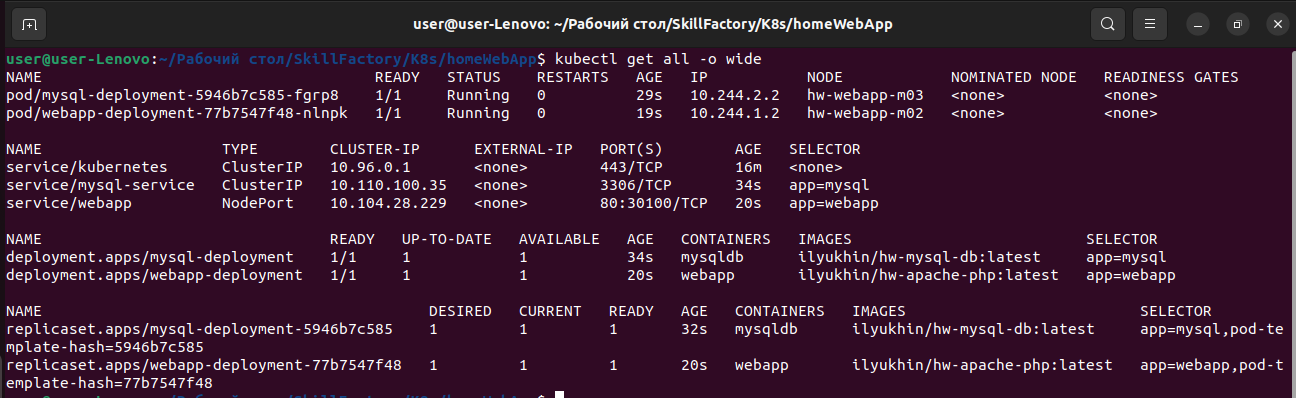 user@user-Lenovo: ~/Рабочий стол/SkillFactory/K8s/homeWebApp
user@user-Lenovo:~/Рабочий стол/SkillFactory/K8s/homeWebApp$ kubectl get all -o wide
NAME READY STATUS RESTARTS AGE IP NODE NOMINATED NODE READINESS GATES
pod/mysql-deployment-5946b7c585-fgrp8 1/1 Running 0 29s 10.244.2.2 hw-webapp-m03 <none> <none>
pod/webapp-deployment-77b7547f48-nlnpk 1/1 Running 0 19s 10.244.1.2 hw-webapp-m02 <none> <none>
NAME TYPE CLUSTER-IP EXTERNAL-IP PORT(S) AGE SELECTOR
service/kubernetes ClusterIP 10.96.0.1 <none> 443/TCP 16m <none>
service/mysql-service ClusterIP 10.110.100.35 <none> 3306/TCP 34s app=mysql
service/webapp NodePort 10.104.28.229 <none> 80:30100/TCP 20s app=webapp
NAME READY UP-TO-DATE AVAILABLE AGE CONTAINERS IMAGES SELECTOR
deployment.apps/mysql-deployment 1/1 1 1 34s mysqldb ilyukhin/hw-mysql-db:latest app=mysql
deployment.apps/webapp-deployment 1/1 1 1 20s webapp ilyukhin/hw-apache-php:latest app=webapp
NAME DESIRED CURRENT READY AGE CONTAINERS IMAGES SELECTOR
replicaset.apps/mysql-deployment-5946b7c585 1 1 1 32s mysqldb ilyukhin/hw-mysql-db:latest app=mysql,pod-te
mplate-hash=5946b7c585
replicaset.apps/webapp-deployment-77b7547f48 1 1 1 20s webapp ilyukhin/hw-apache-php:latest app=webapp,pod-t
emplate-hash=77b7547f48